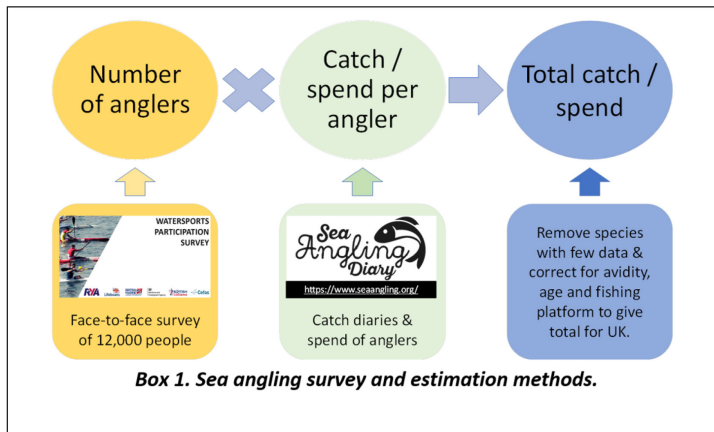 Number
of anglers
Catch /
spend per
angler
Total catch /
spend
WATERSPORTS
PARTICIPATION
SURVEY
RYA
Cefas
Face-to-face survey
of 12,000 people
Sea
Angling
Diary
https://www.seaangling.org/
Catch diaries &
spend of anglers
Remove species
with few data &
correct for avidity,
age and fishing
platform to give
total for UK.
Box 1. Sea angling survey and estimation methods.